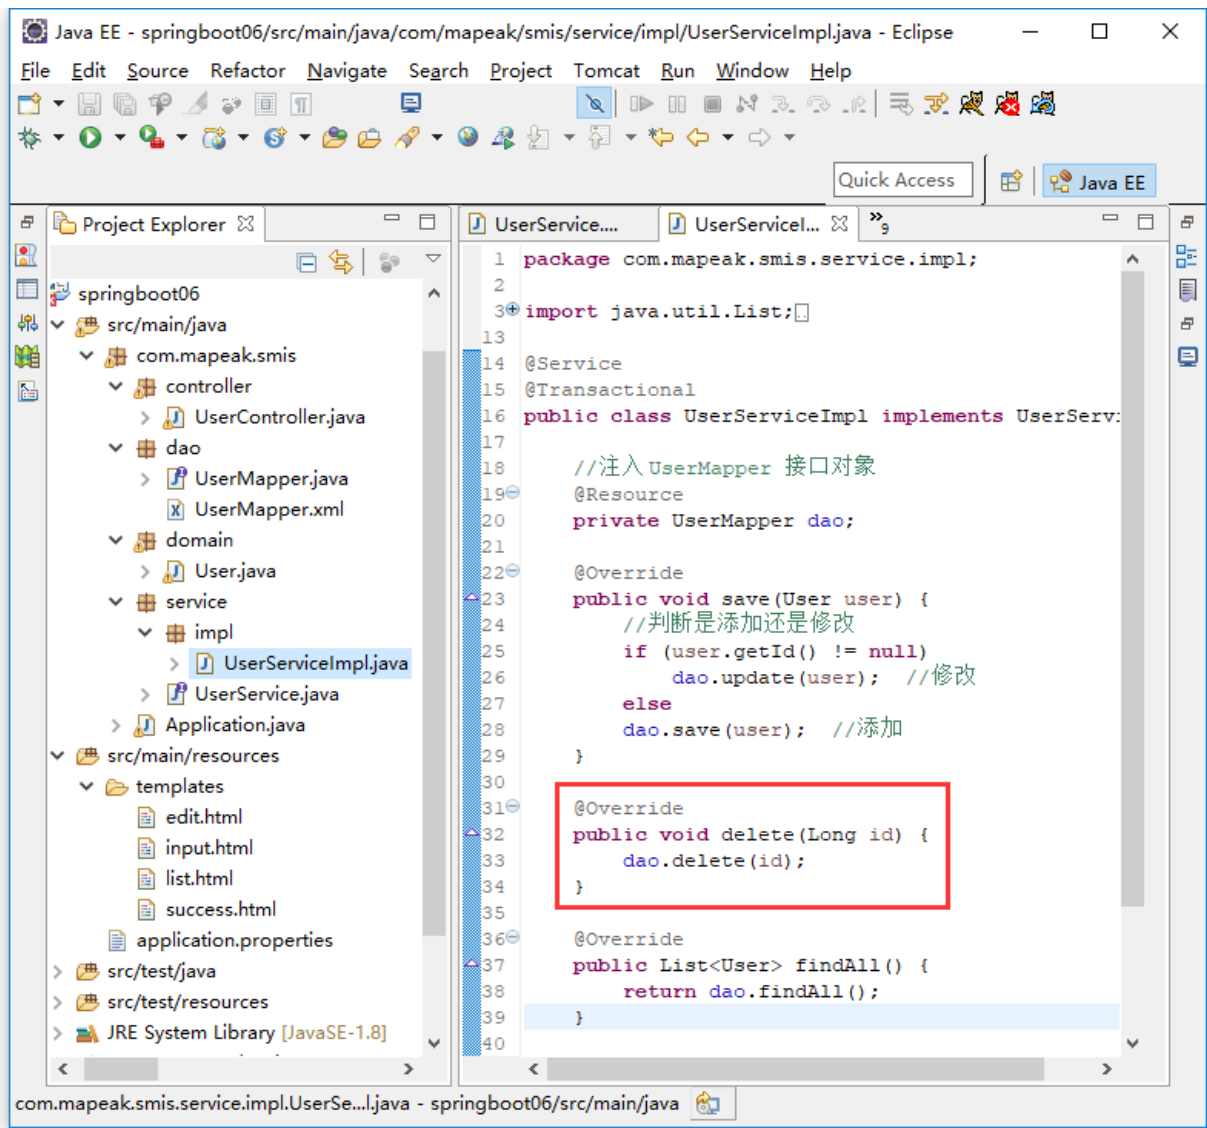 Java EE - springboot06/src/main/java/com/mapeak/smis/service/impl/UserServiceImpl.java - Eclipse
File Edit Source Refactor Navigate Search Project Tomcat Run Window Help
Quick Access
Java EE
Project Explorer
springboot06
src/main/java
com.mapeak.smis
controller
UserController.java
dao
UserMapper.java
UserMapper.xml
domain
User.java
service
impl
UserServiceImpl.java
UserService.java
Application.java
src/main/resources
templates
edit.html
input.html
list.html
success.html
application.properties
src/test/java
src/test/resources
JRE System Library [JavaSE-1.8]
UserService....
UserServiceI...
»9
1 package com.mapeak.smis.service.impl;
2
3 import java.util.List;
13
14 @Service
15 @Transactional
16 public class UserServiceImpl implements UserServ
17
18 //注入UserMapper 接口对象
19 @Resource
20 private UserMapper dao;
21
22 @Override
23 public void save(User user) {
24 //判断是添加还是修改
25 if (user.getId() != null)
26 dao.update(user); //修改
27 else
28 dao.save(user); //添加
29 }
30
31 @Override
32 public void delete(Long id) {
33 dao.delete(id);
34 }
35
36 @Override
37 public List<User> findAll() {
38 return dao.findAll();
39 }
40
com.mapeak.smis.service.impl.UserSe...l.java - springboot06/src/main/java